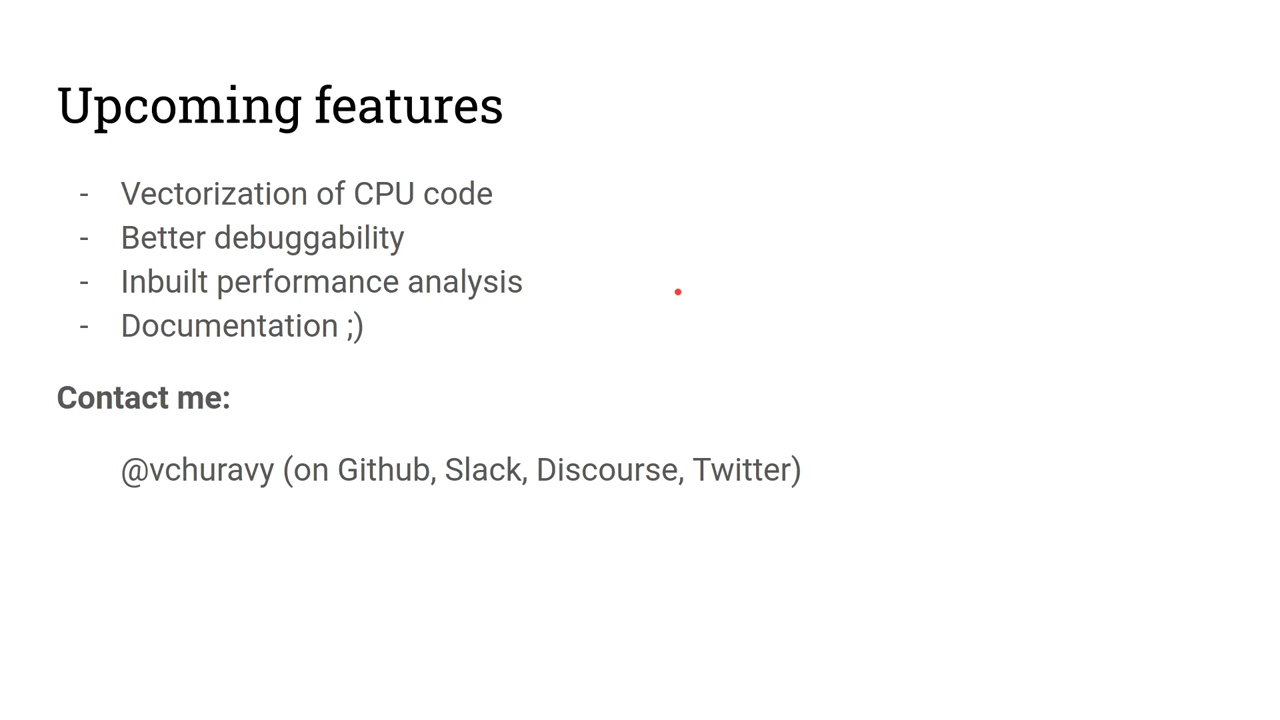 Upcoming features
- Vectorization of CPU code
- Better debuggability
- Inbuilt performance analysis
- Documentation ;)
Contact me:
@vchuravy (on Github, Slack, Discourse, Twitter)